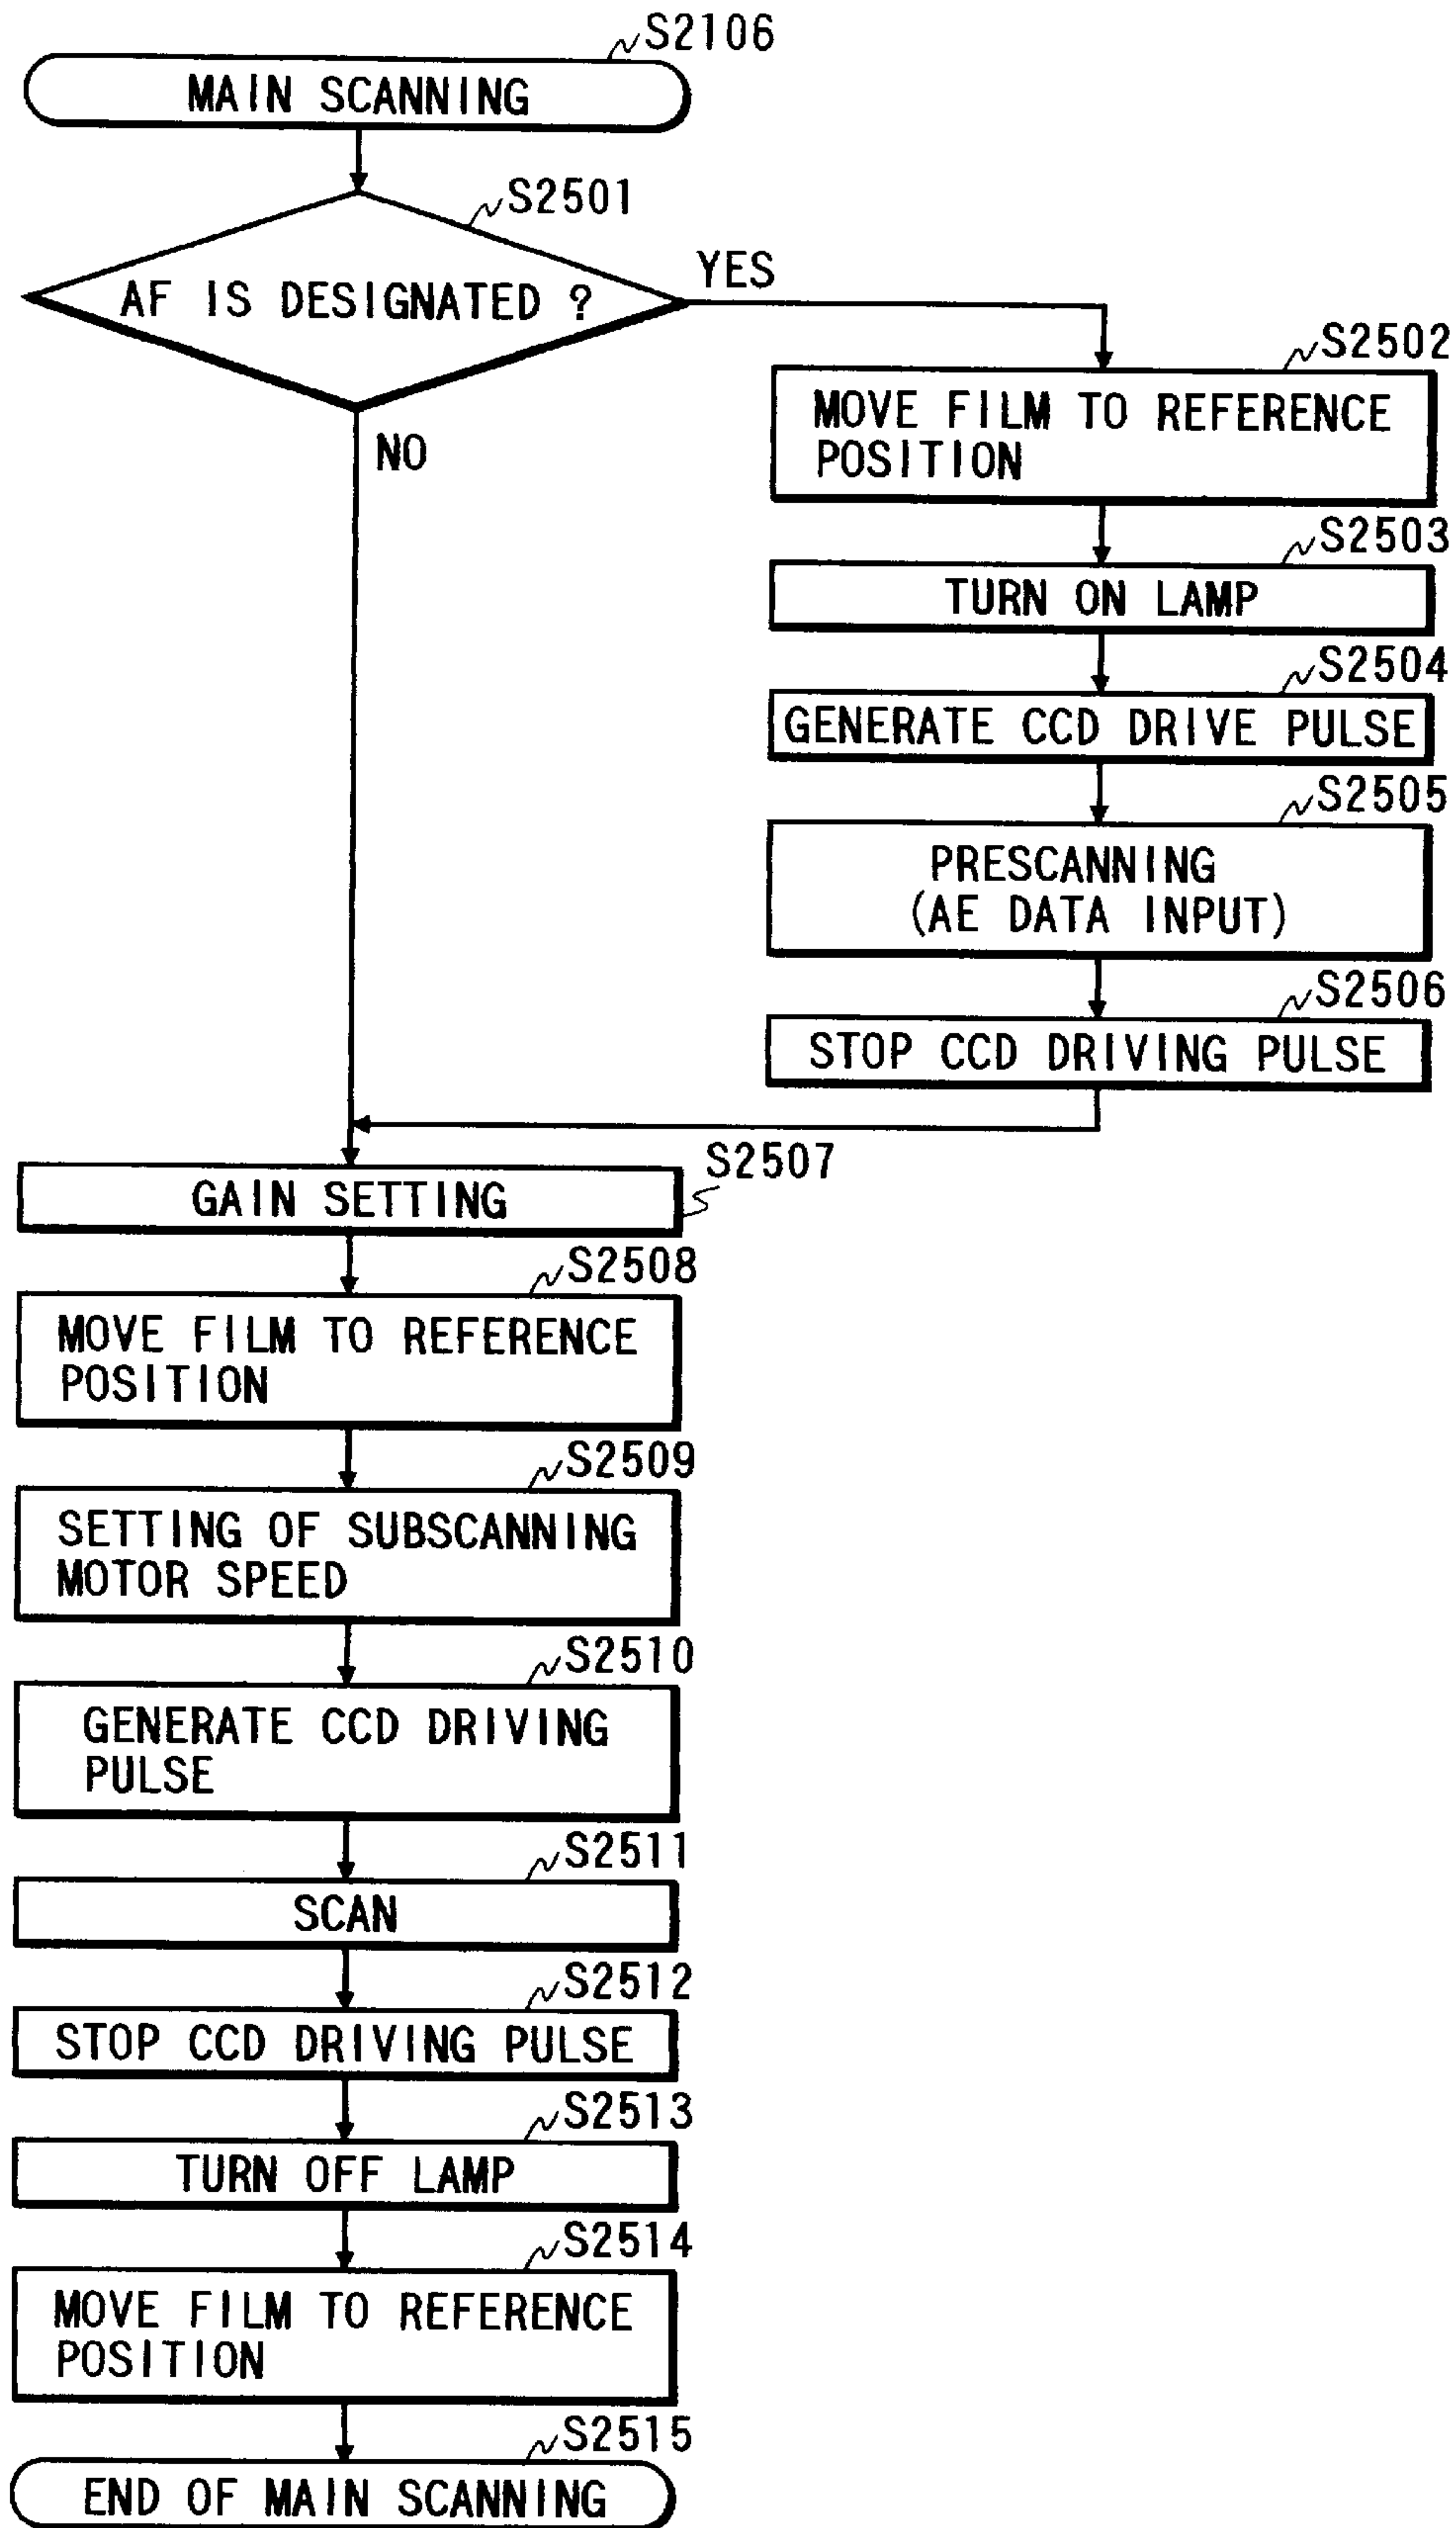 S2106
MAIN SCANNING
S2501
AF IS DESIGNATED ?
YES
NO
S2502
MOVE FILM TO REFERENCE
POSITION
S2503
TURN ON LAMP
S2504
GENERATE CCD DRIVE PULSE
S2505
PRESCANNING
(AE DATA INPUT)
S2506
STOP CCD DRIVING PULSE
S2507
GAIN SETTING
S2508
MOVE FILM TO REFERENCE
POSITION
S2509
SETTING OF SUBSCANNING
MOTOR SPEED
S2510
GENERATE CCD DRIVING
PULSE
S2511
SCAN
S2512
STOP CCD DRIVING PULSE
S2513
TURN OFF LAMP
S2514
MOVE FILM TO REFERENCE
POSITION
S2515
END OF MAIN SCANNING